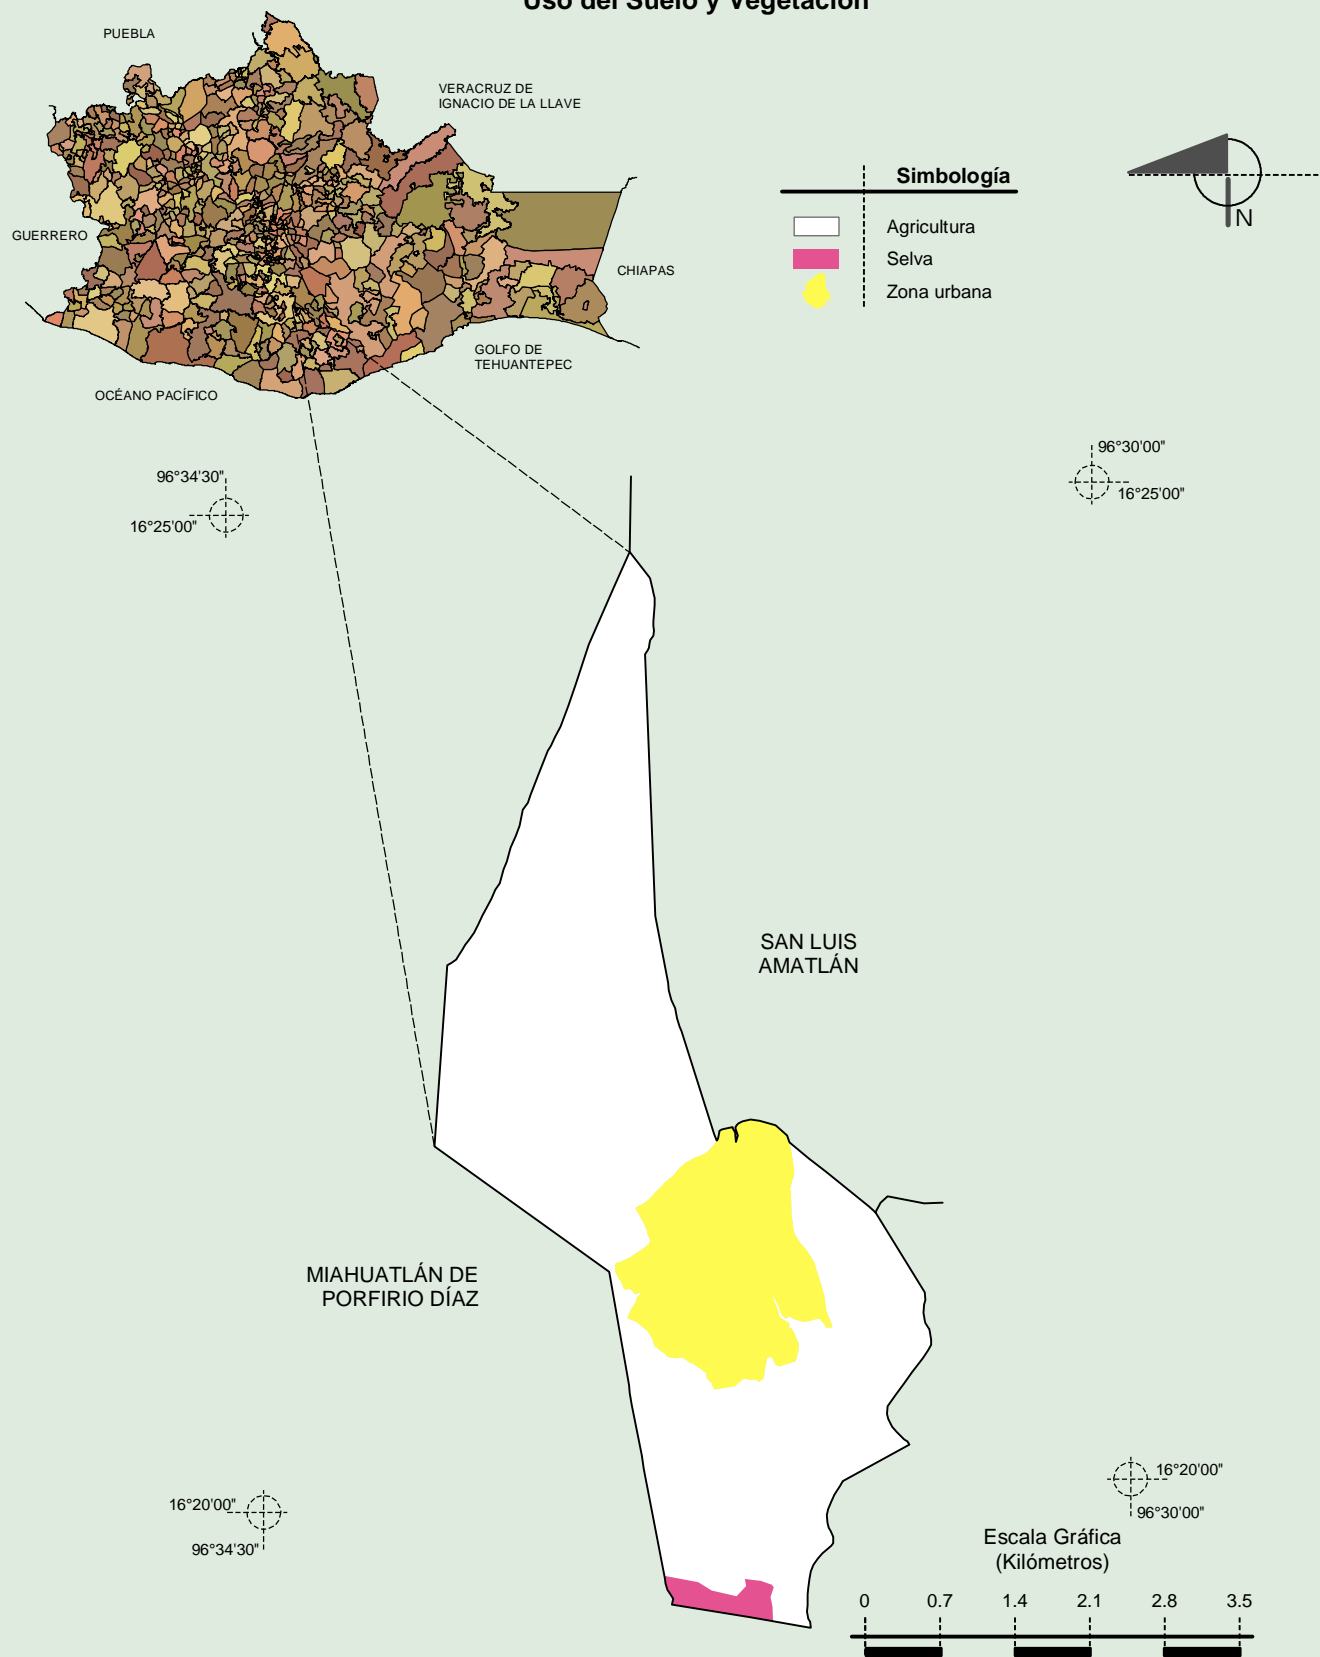 Uso del Suelo y Vegetación
PUEBLA
VERACRUZ DE
IGNACIO DE LA LLAVE
GUERRERO
CHIAPAS
GOLFO DE
TEHUANTEPEC
OCÉANO PACÍFICO
Simbología
Agricultura
Selva
Zona urbana
N
96°34'30"
16°25'00"
96°30'00"
16°25'00"
SAN LUIS
AMATLÁN
MIAHUATLÁN DE
PORFIRIO DÍAZ
16°20'00"
96°34'30"
16°20'00"
96°30'00"
Escala Gráfica
(Kilómetros)
0 0.7 1.4 2.1 2.8 3.5